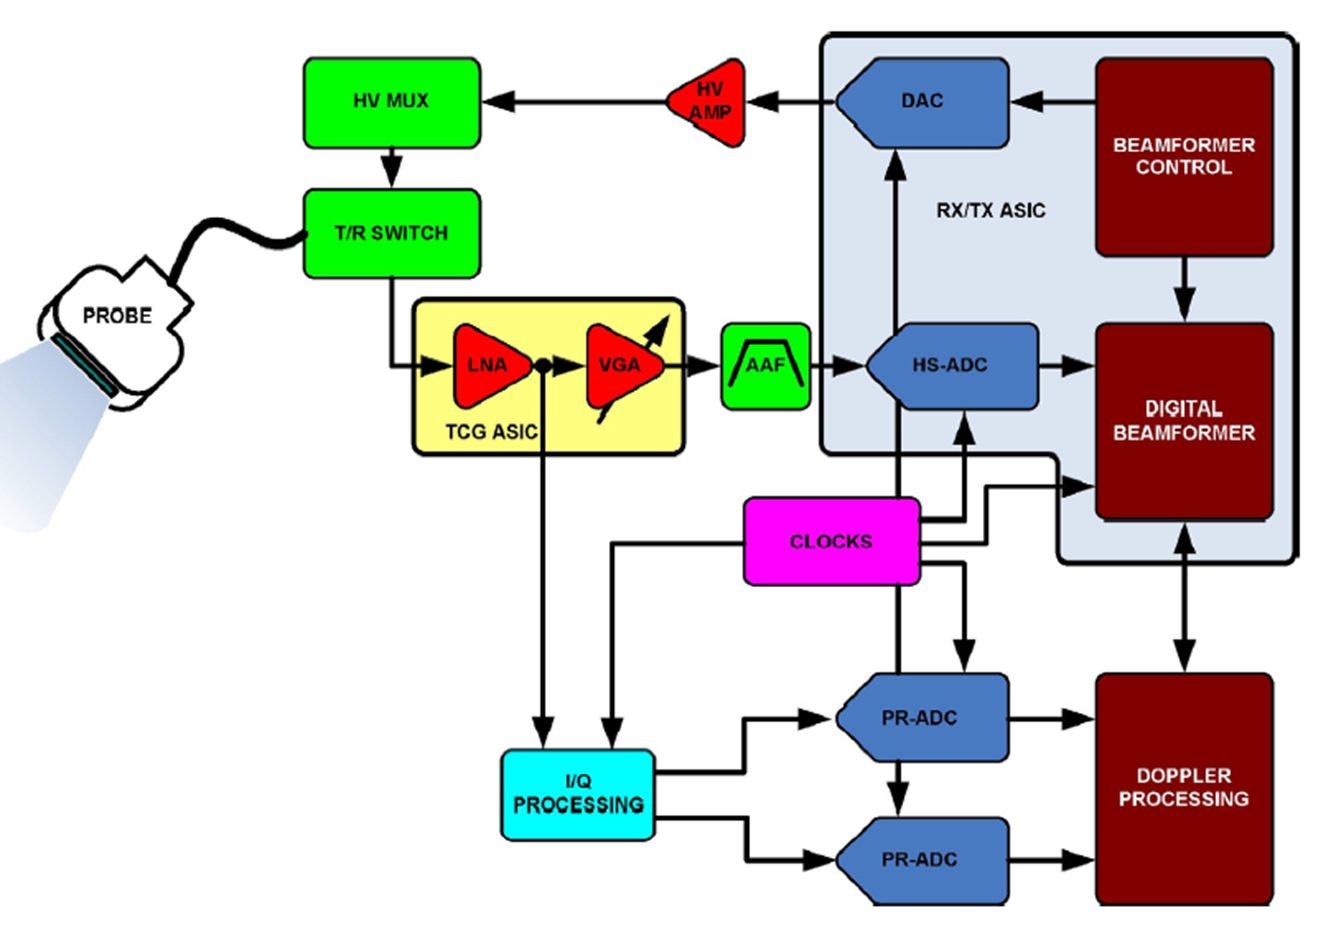 HV MUX
HV
AMP
DAC
BEAMFORMER
CONTROL
RX/TX ASIC
T/R SWITCH
PROBE
LNA
VGA
AAF
HS-ADC
DIGITAL
BEAMFORMER
TCG ASIC
CLOCKS
PR-ADC
I/Q
PROCESSING
DOPPLER
PROCESSING
PR-ADC